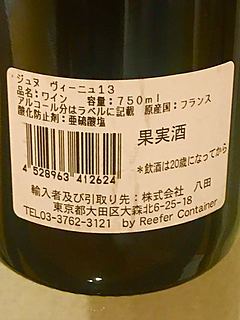 ジュヌ ヴィーニュ13
品名：ワイン 容量：750ml
アルコール分はラベルに記載 原産国：フランス
酸化防止剤：亜硫酸塩
果実酒
4 528963 412624
＊飲酒は20歳になってから
輸入者及び引取り先：株式会社 八田
東京都大田区大森北6-25-18
TEL03-3762-3121 by Reefer Container